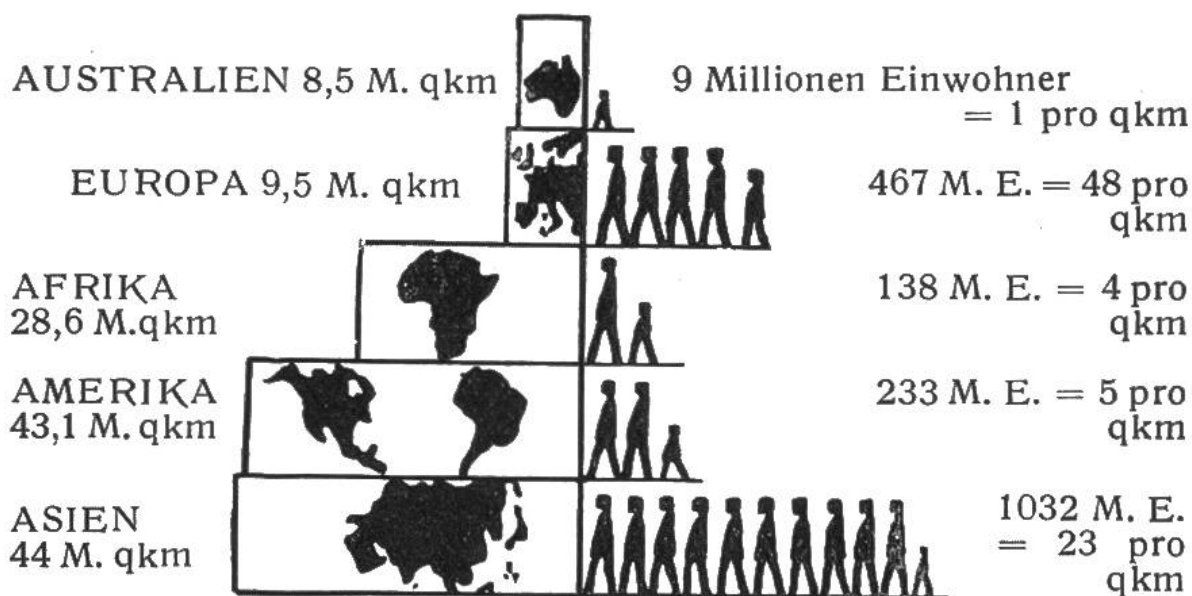 AUSTRALIEN 8,5 M. qkm
9 Millionen Einwohner
= 1 pro qkm
EUROPA 9,5 M. qkm
467 M. E. = 48 pro
qkm
AFRIKA
28,6 M.qkm
138 M. E. = 4 pro
qkm
AMERIKA
43,1 M. qkm
233 M. E. = 5 pro
qkm
ASIEN
44 M. qkm
1032 M. E.
= 23 pro
qkm